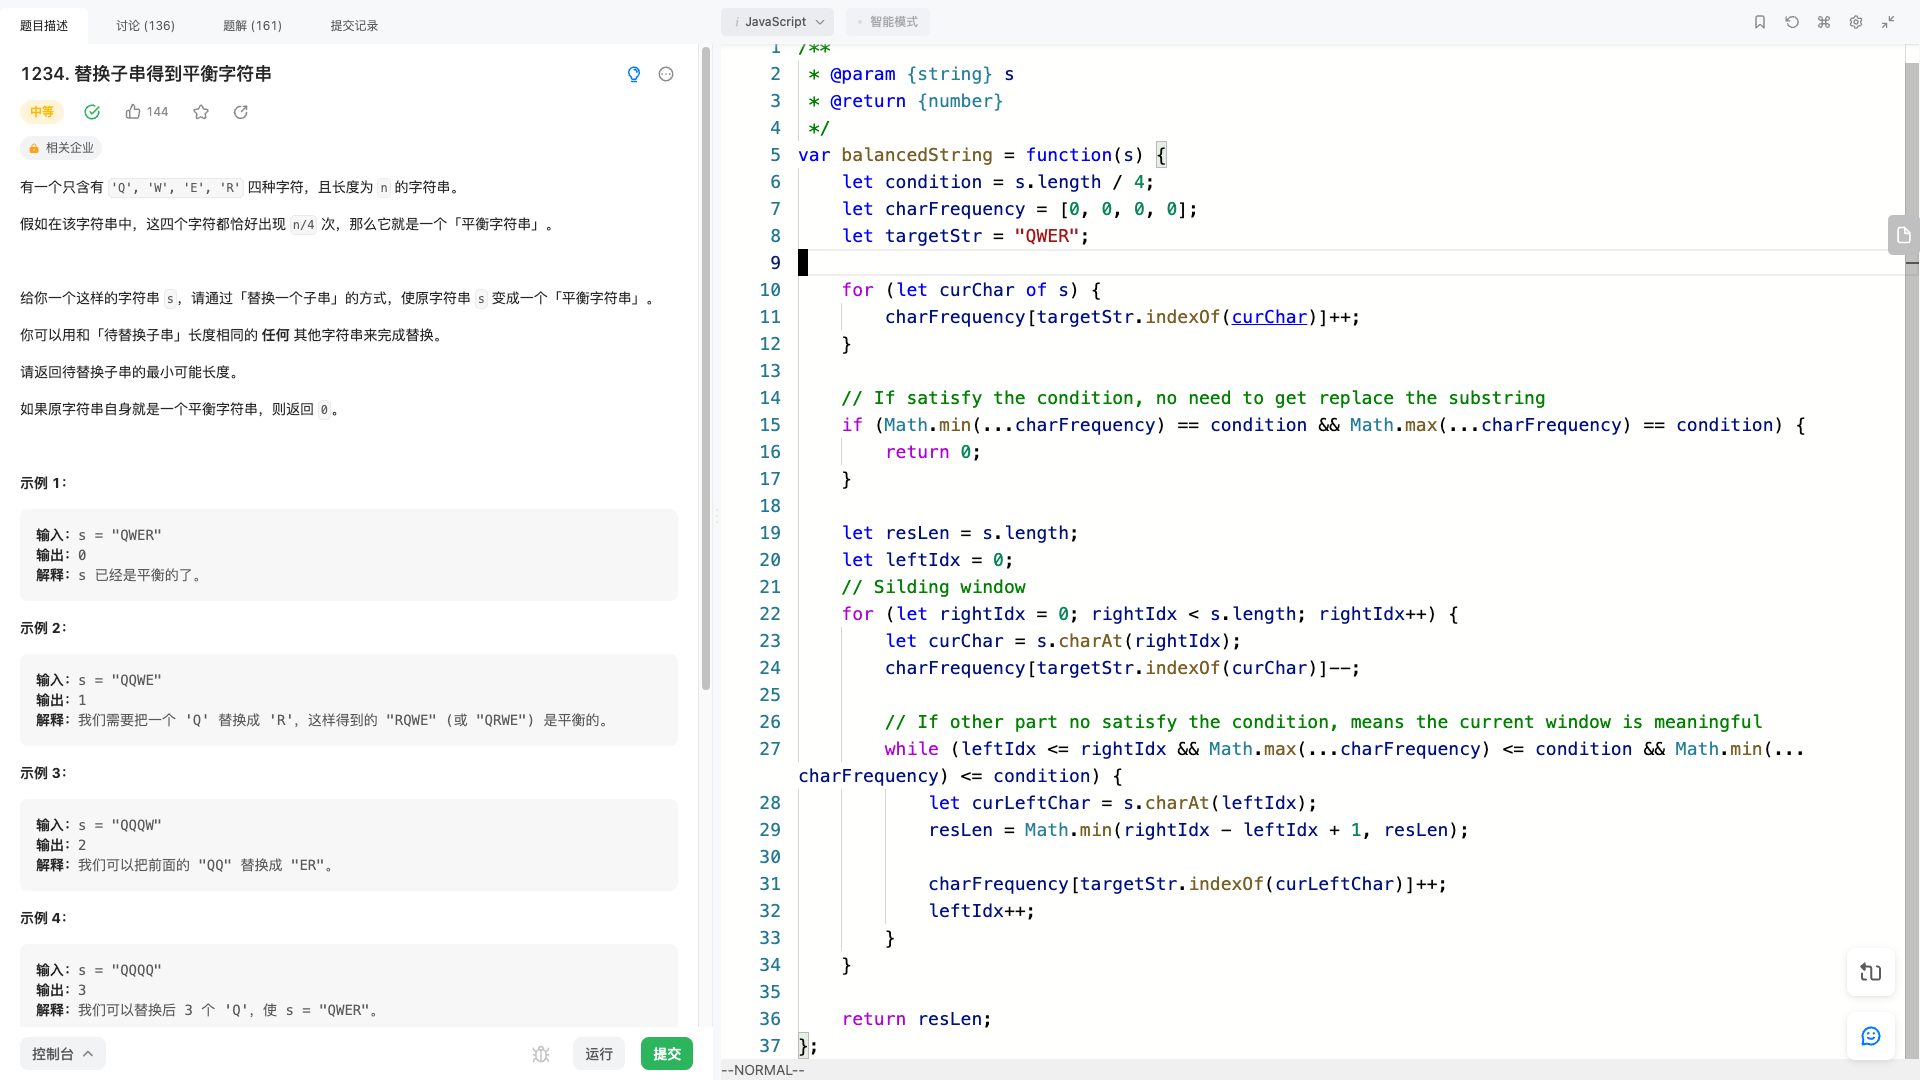 题目描述
讨论 (136)
题解 (161)
提交记录
1234. 替换子串得到平衡字符串
中等
144
相关企业
有一个只含有 'Q', 'W', 'E', 'R' 四种字符，且长度为 n 的字符串。
假如在该字符串中，这四个字符都恰好出现 n/4 次，那么它就是一个「平衡字符串」。
给你一个这样的字符串 s，请通过「替换一个子串」的方式，使原字符串 s 变成一个「平衡字符串」。
你可以用和「待替换子串」长度相同的 任何 其他字符串来完成替换。
请返回待替换子串的最小可能长度。
如果原字符串自身就是一个平衡字符串，则返回 0。
示例 1：
输入：s = "QWER"
输出：0
解释：s 已经是平衡的了。
示例 2：
输入：s = "QQWE"
输出：1
解释：我们需要把一个 'Q' 替换成 'R'，这样得到的 "RQWE" (或 "QRWE") 是平衡的。
示例 3：
输入：s = "QQQW"
输出：2
解释：我们可以把前面的 "QQ" 替换成 "ER"。
示例 4：
输入：s = "QQQQ"
输出：3
解释：我们可以替换后 3 个 'Q'，使 s = "QWER"。
控制台
运行
提交
i JavaScript
智能模式
1 /**
2  * @param {string} s
3  * @return {number}
4  */
5 var balancedString = function(s) {
6     let condition = s.length / 4;
7     let charFrequency = [0, 0, 0, 0];
8     let targetStr = "QWER";
9
10     for (let curChar of s) {
11         charFrequency[targetStr.indexOf(curChar)]++;
12     }
13
14     // If satisfy the condition, no need to get replace the substring
15     if (Math.min(...charFrequency) == condition && Math.max(...charFrequency) == condition) {
16         return 0;
17     }
18
19     let resLen = s.length;
20     let leftIdx = 0;
21     // Silding window
22     for (let rightIdx = 0; rightIdx < s.length; rightIdx++) {
23         let curChar = s.charAt(rightIdx);
24         charFrequency[targetStr.indexOf(curChar)]--;
25
26         // If other part no satisfy the condition, means the current window is meaningful
27         while (leftIdx <= rightIdx && Math.max(...charFrequency) <= condition && Math.min(...
charFrequency) <= condition) {
28             let curLeftChar = s.charAt(leftIdx);
29             resLen = Math.min(rightIdx - leftIdx + 1, resLen);
30
31             charFrequency[targetStr.indexOf(curLeftChar)]++;
32             leftIdx++;
33         }
34     }
35
36     return resLen;
37 };
--NORMAL--